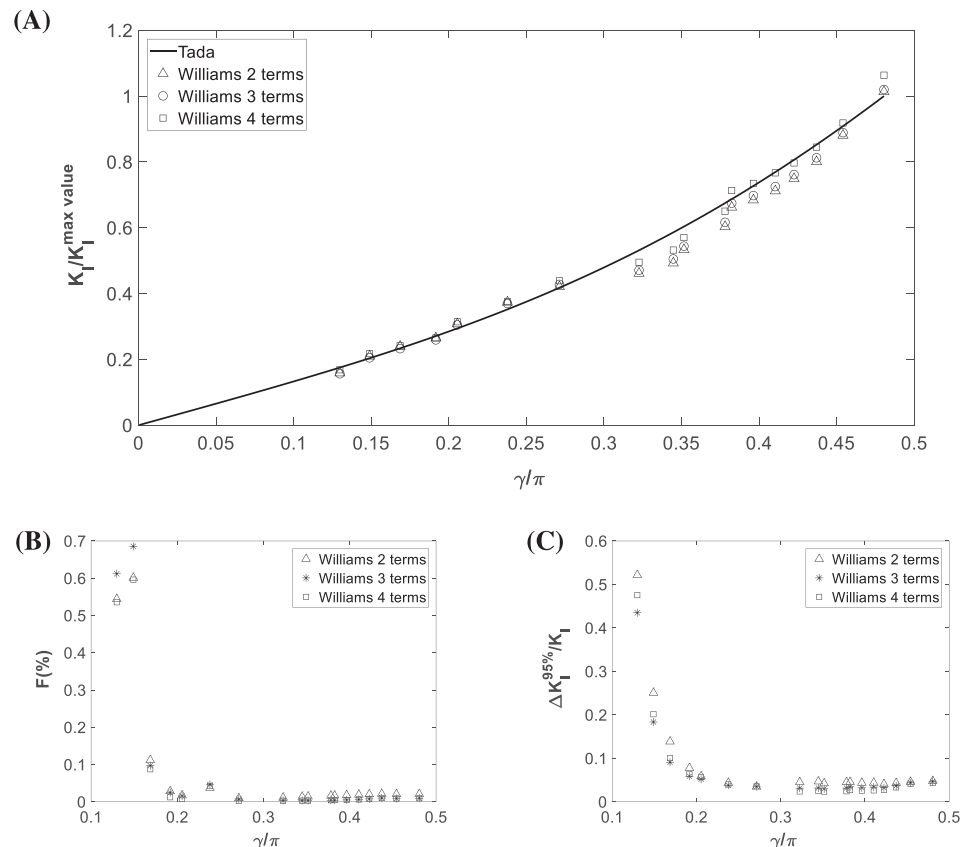 (A)
1.2
1
0.8
0.6
0.4
0.2
0
K_I/K_I^max value
Tada
Williams 2 terms
Williams 3 terms
Williams 4 terms
0 0.05 0.1 0.15 0.2 0.25 0.3 0.35 0.4 0.45 0.5
γ/π
(B)
0.7
0.6
0.5
0.4
0.3
0.2
0.1
0
F(%)
Williams 2 terms
Williams 3 terms
Williams 4 terms
0.1 0.2 0.3 0.4 0.5
γ/π
(C)
0.6
0.5
0.4
0.3
0.2
0.1
0
ΔK_I^95%/K_I
Williams 2 terms
Williams 3 terms
Williams 4 terms
0.1 0.2 0.3 0.4 0.5
γ/π